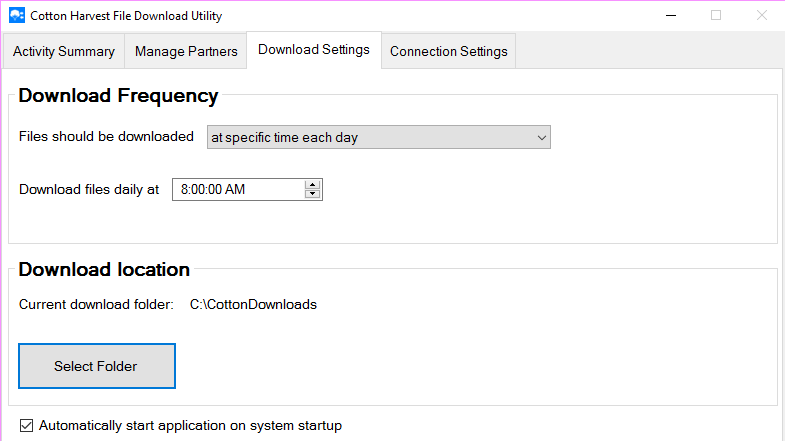 Cotton Harvest File Download Utility
Activity Summary Manage Partners Download Settings Connection Settings
Download Frequency
Files should be downloaded at specific time each day
Download files daily at 8:00:00 AM
Download location
Current download folder: C:\CottonDownloads
Select Folder
Automatically start application on system startup